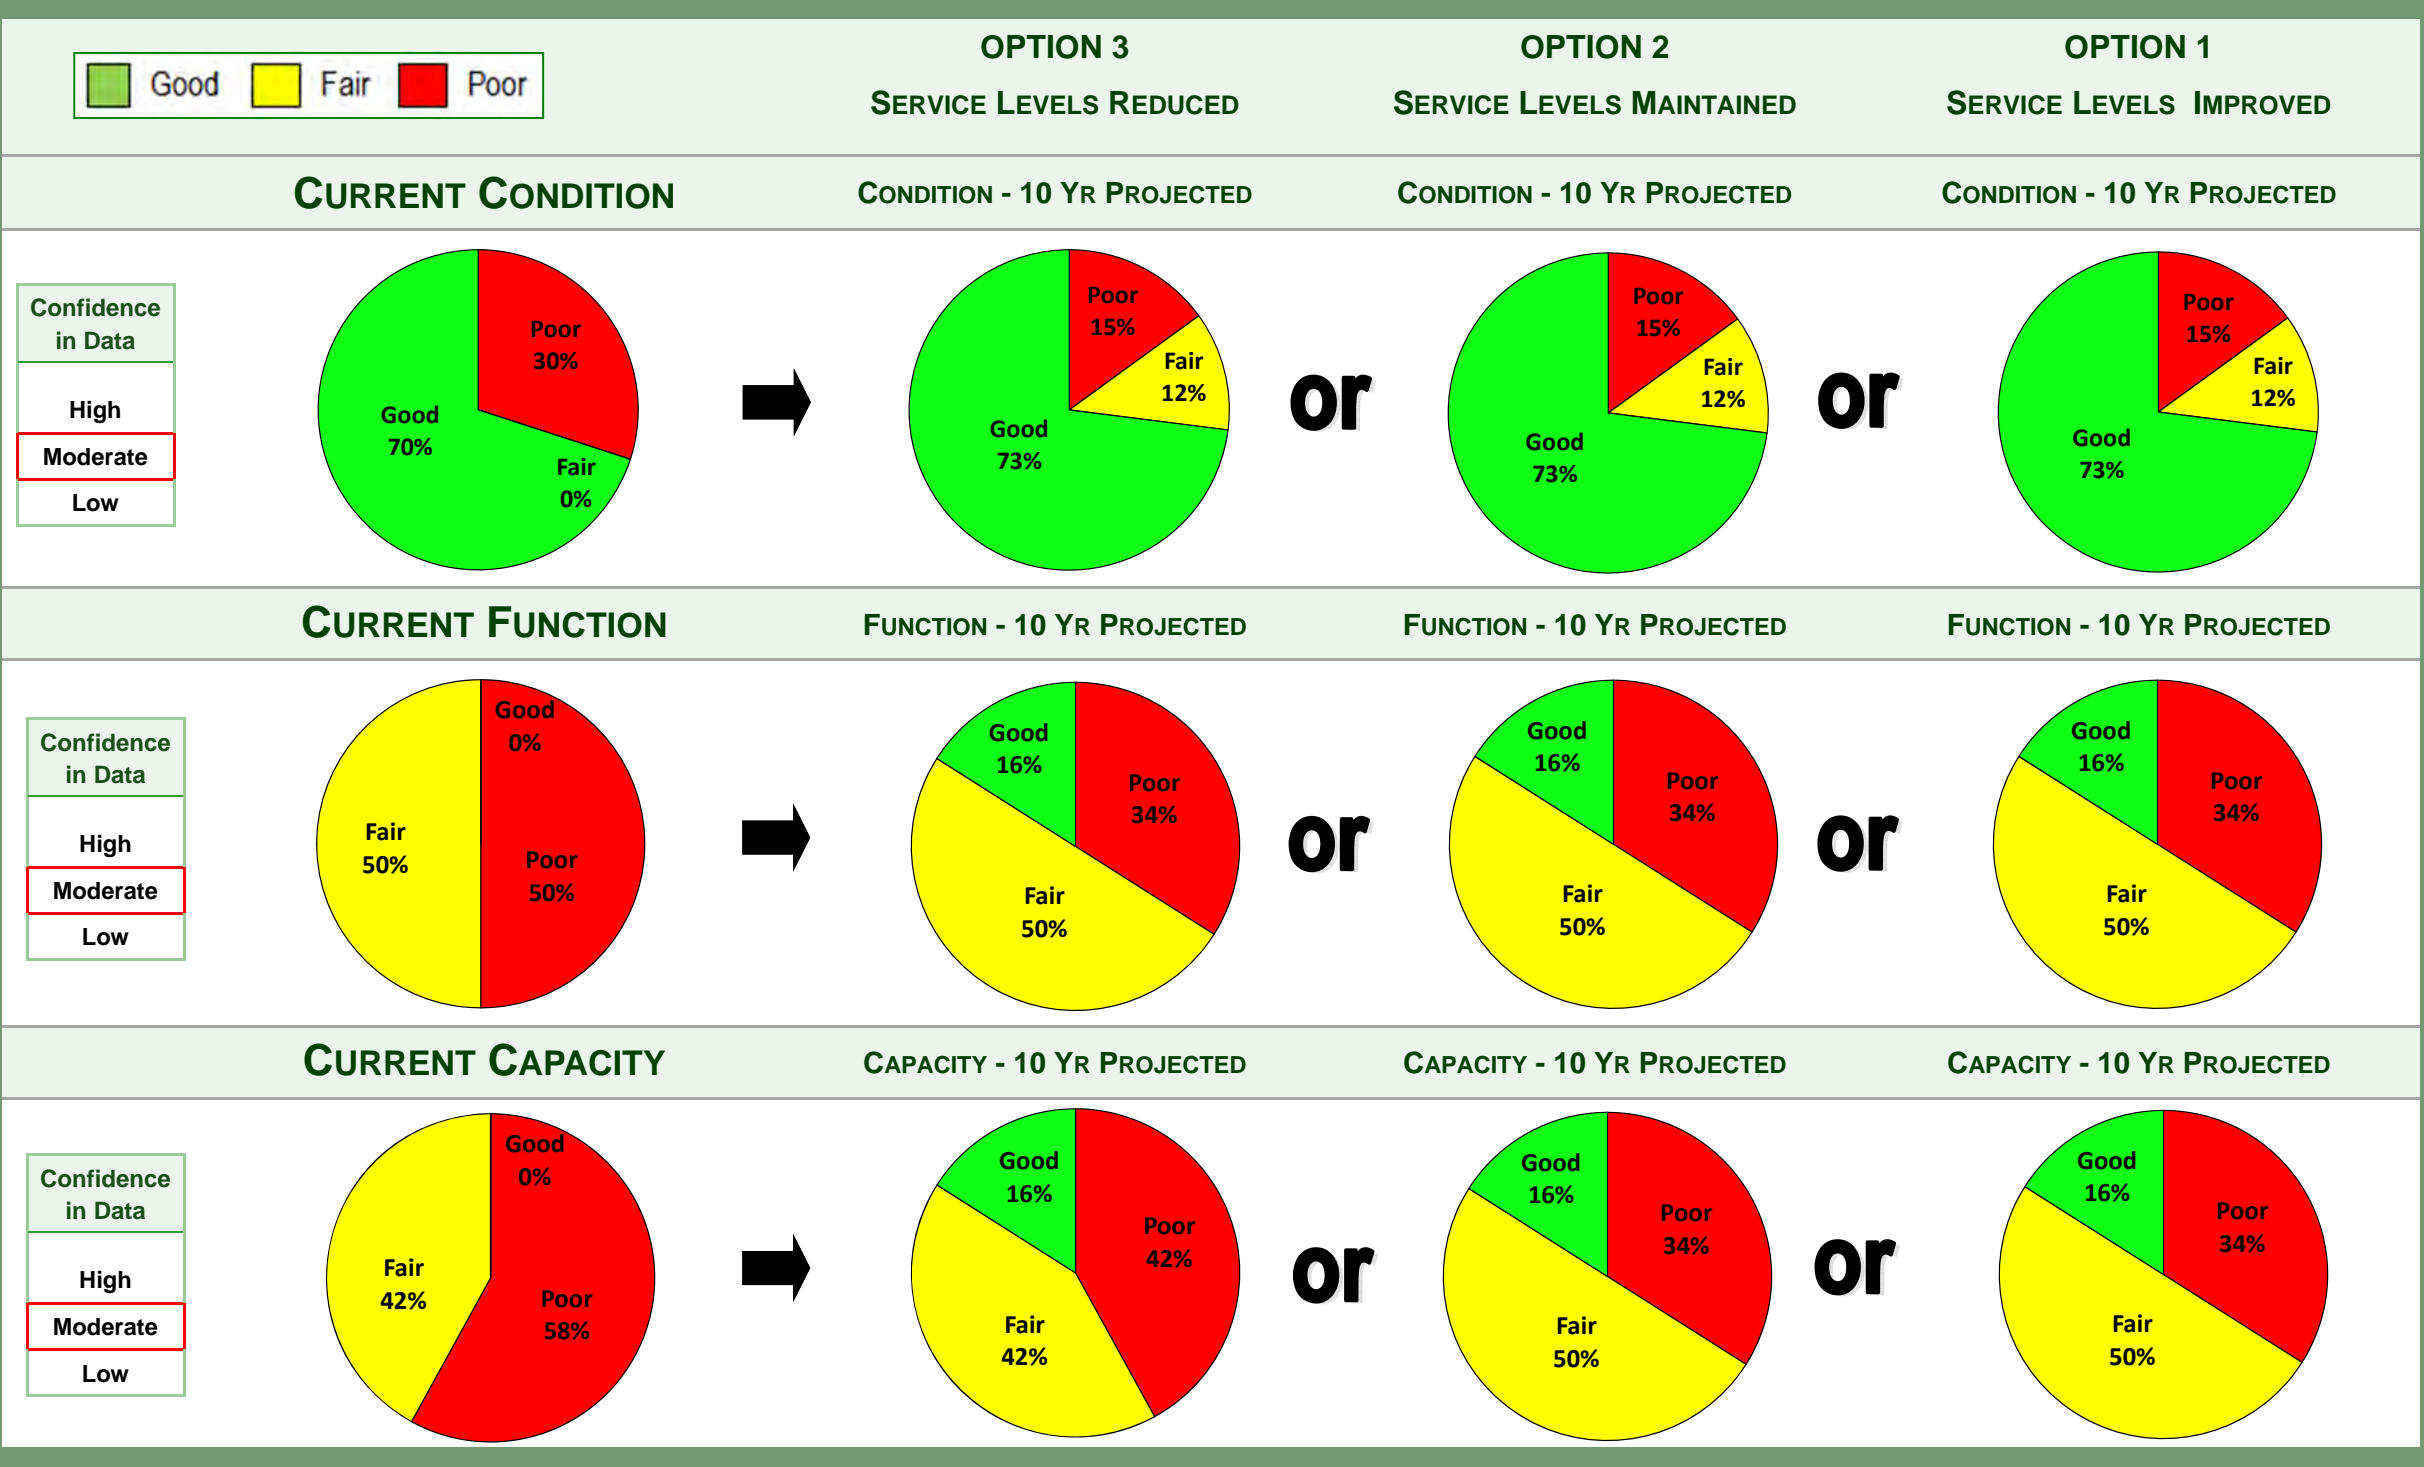 Good Fair Poor
OPTION 3
SERVICE LEVELS REDUCED
OPTION 2
SERVICE LEVELS MAINTAINED
OPTION 1
SERVICE LEVELS IMPROVED
CURRENT CONDITION
CONDITION - 10 YR PROJECTED
CONDITION - 10 YR PROJECTED
CONDITION - 10 YR PROJECTED
Confidence
in Data
High
Moderate
Low
Poor
30%
Good
70%
Fair
0%
Poor
15%
Fair
12%
Good
73%
or
Poor
15%
Fair
12%
Good
73%
or
Poor
15%
Fair
12%
Good
73%
CURRENT FUNCTION
FUNCTION - 10 YR PROJECTED
FUNCTION - 10 YR PROJECTED
FUNCTION - 10 YR PROJECTED
Confidence
in Data
High
Moderate
Low
Good
0%
Fair
50%
Poor
50%
Good
16%
Poor
34%
Fair
50%
or
Good
16%
Poor
34%
Fair
50%
or
Good
16%
Poor
34%
Fair
50%
CURRENT CAPACITY
CAPACITY - 10 YR PROJECTED
CAPACITY - 10 YR PROJECTED
CAPACITY - 10 YR PROJECTED
Confidence
in Data
High
Moderate
Low
Good
0%
Fair
42%
Poor
58%
Good
16%
Poor
42%
Fair
42%
or
Good
16%
Poor
34%
Fair
50%
or
Good
16%
Poor
34%
Fair
50%